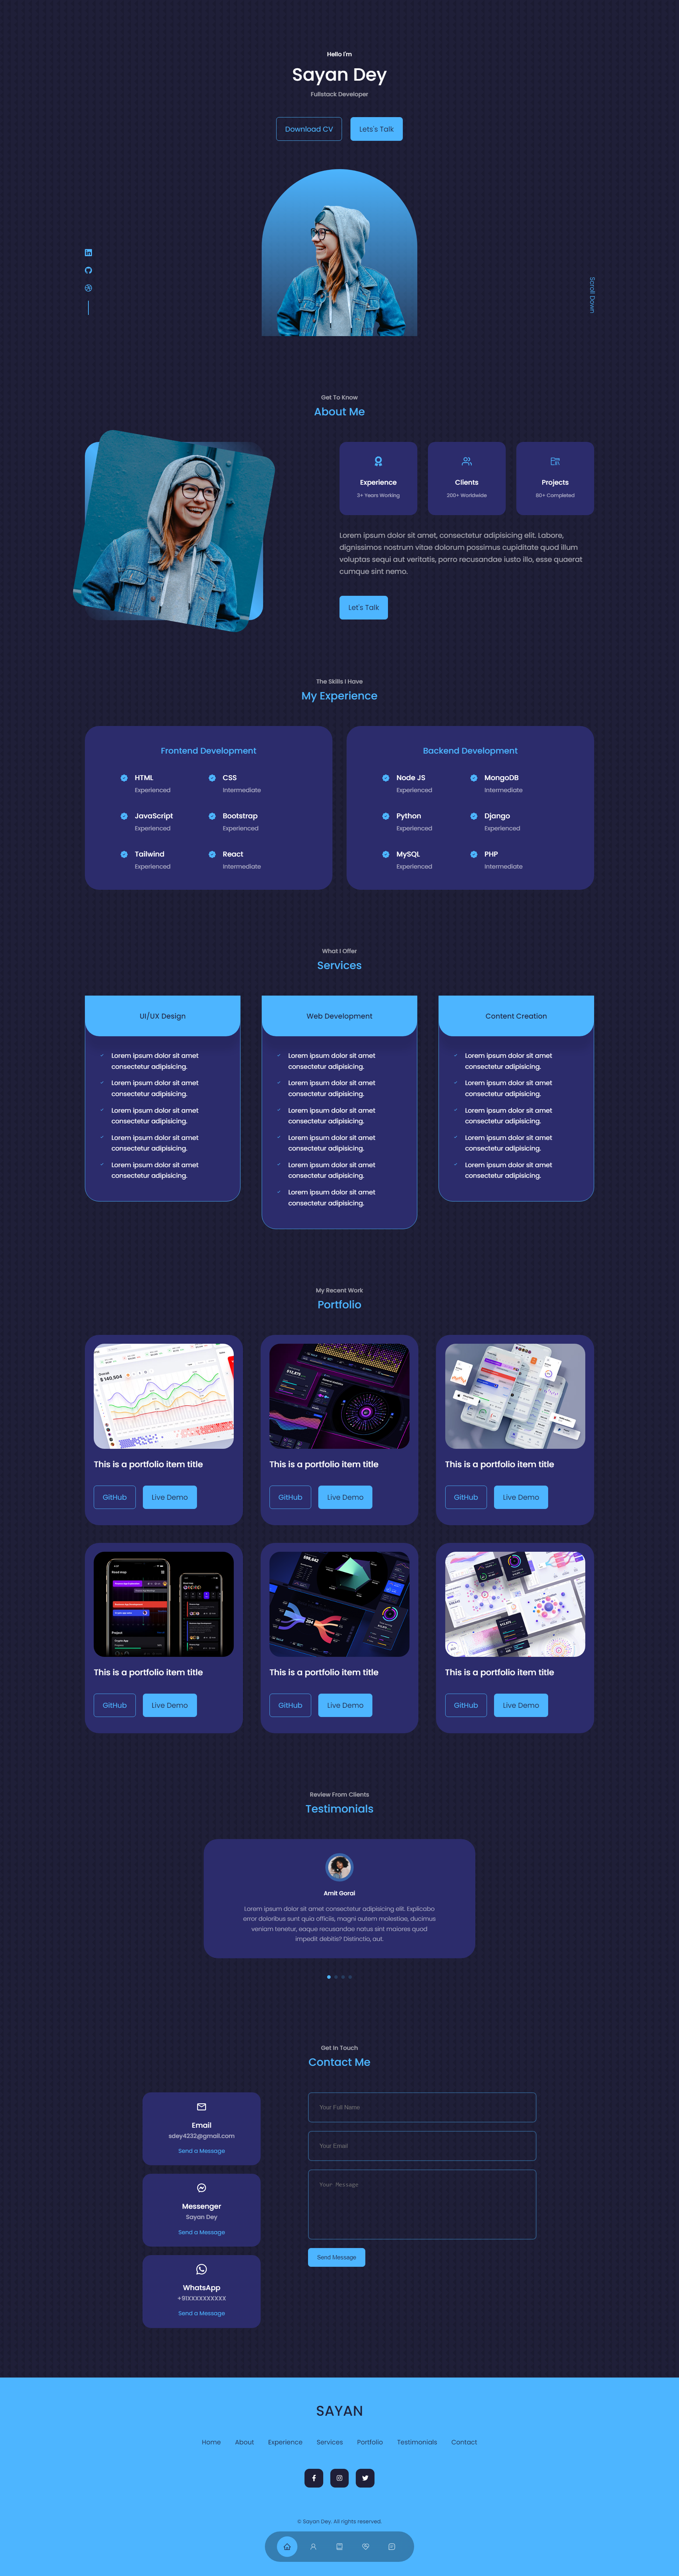 Hello I'm
Sayan Dey
Fullstack Developer
Download CV
Lets's Talk
Scroll Down
Get To Know
About Me
Experience
3+ Years Working
Clients
200+ Worldwide
Projects
80+ Completed
Lorem ipsum dolor sit amet, consectetur adipisicing elit. Labore,
dignissimos nostrum vitae dolorum possimus cupiditate quod illum
voluptas sequi aut veritatis, porro recusandae iusto illo, esse quaerat
cumque sint nemo.
Let's Talk
The Skills I Have
My Experience
Frontend Development
HTML
Experienced
CSS
Intermediate
JavaScript
Experienced
Bootstrap
Experienced
Tailwind
Experienced
React
Intermediate
Backend Development
Node JS
Experienced
MongoDB
Intermediate
Python
Experienced
Django
Experienced
MySQL
Experienced
PHP
Intermediate
What I Offer
Services
UI/UX Design
Lorem ipsum dolor sit amet
consectetur adipisicing.
Lorem ipsum dolor sit amet
consectetur adipisicing.
Lorem ipsum dolor sit amet
consectetur adipisicing.
Lorem ipsum dolor sit amet
consectetur adipisicing.
Lorem ipsum dolor sit amet
consectetur adipisicing.
Web Development
Lorem ipsum dolor sit amet
consectetur adipisicing.
Lorem ipsum dolor sit amet
consectetur adipisicing.
Lorem ipsum dolor sit amet
consectetur adipisicing.
Lorem ipsum dolor sit amet
consectetur adipisicing.
Lorem ipsum dolor sit amet
consectetur adipisicing.
Lorem ipsum dolor sit amet
consectetur adipisicing.
Content Creation
Lorem ipsum dolor sit amet
consectetur adipisicing.
Lorem ipsum dolor sit amet
consectetur adipisicing.
Lorem ipsum dolor sit amet
consectetur adipisicing.
Lorem ipsum dolor sit amet
consectetur adipisicing.
Lorem ipsum dolor sit amet
consectetur adipisicing.
My Recent Work
Portfolio
This is a portfolio item title
GitHub
Live Demo
This is a portfolio item title
GitHub
Live Demo
This is a portfolio item title
GitHub
Live Demo
This is a portfolio item title
GitHub
Live Demo
This is a portfolio item title
GitHub
Live Demo
This is a portfolio item title
GitHub
Live Demo
Review From Clients
Testimonials
Amit Gorai
Lorem ipsum dolor sit amet consectetur adipisicing elit. Explicabo
error doloribus sunt quia officiis, magni autem molestiae, ducimus
veniam tenetur, eaque recusandae natus sint maiores quod
impedit debitis? Distinctio, aut.
Get In Touch
Contact Me
Email
sdey4232@gmail.com
Send a Message
Messenger
Sayan Dey
Send a Message
WhatsApp
+91XXXXXXXXXX
Send a Message
Your Full Name
Your Email
Your Message
Send Message
SAYAN
Home
About
Experience
Services
Portfolio
Testimonials
Contact
© Sayan Dey. All rights reserved.